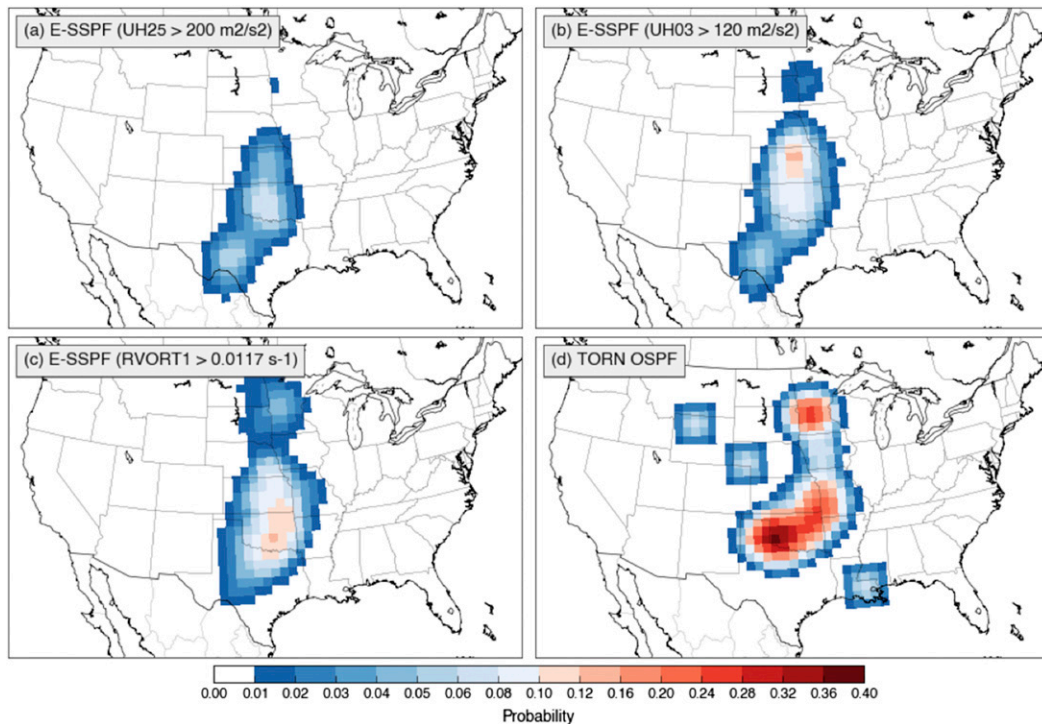 (a) E-SSPF (UH25 > 200 m2/s2)
(b) E-SSPF (UH03 > 120 m2/s2)
(c) E-SSPF (RVORT1 > 0.0117 s-1)
(d) TORN OSPF
0.00 0.01 0.02 0.03 0.04 0.05 0.06 0.08 0.10 0.12 0.16 0.20 0.24 0.28 0.32 0.36 0.40
Probability